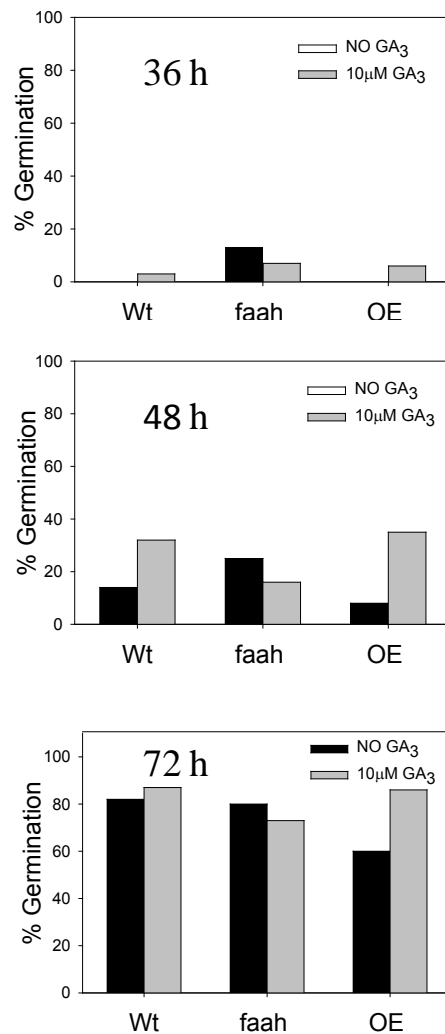 100
80
60
40
20
0
% Germination
36 h
NO GA3
10µM GA3
Wt faah OE
100
80
60
40
20
0
% Germination
48 h
NO GA3
10µM GA3
Wt faah OE
100
80
60
40
20
0
% Germination
72 h
NO GA3
10µM GA3
Wt faah OE